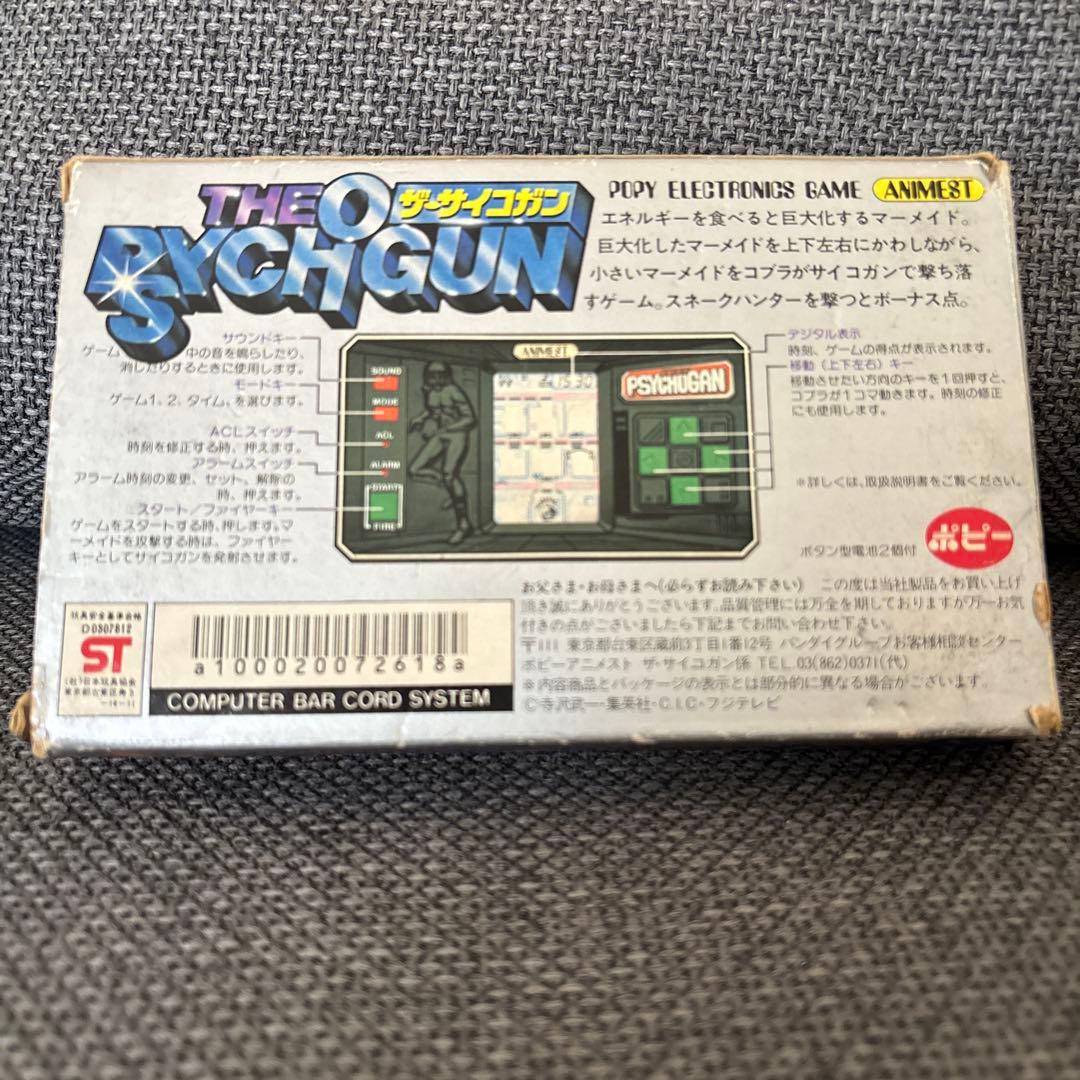 THE PSYCHOGUN
ザ・サイコガン
POPY ELECTRONICS GAME ANIMEST
エネルギーを食べると巨大化するマーメイド。
巨大化したマーメイドを上下左右にかわしながら、
小さいマーメイドをコブラがサイコガンで撃ち落
すゲーム。スネークハンターを撃つとボーナス点。
サウンドキー
ゲーム中の音を鳴らしたり、
消したりするときに使用します。
モードキー
ゲーム1、2、タイム、を選びます。
ACLスイッチ
時刻を修正する時、押えます。
アラームスイッチ
アラーム時刻の変更、セット、解除の
時、押えます。
スタート/ファイヤーキー
ゲームをスタートする時、押します。マ
ーメイドを攻撃する時は、ファイヤー
キーとしてサイコガンを発射させます。
ANIMEST
SOUND
MODE
ACL
ALARM
START
FIRE
15:30
PSYCHOGAN
デジタル表示
時刻、ゲームの得点が表示されます。
移動(上下左右)キー
移動させたい方向のキーを1回押すと、
コブラが1コマ動きます。時刻の修正
にも使用します。
※詳しくは、取扱説明書をご覧ください。
ボタン型電池2個付
ポピー
お父さま・お母さまへ(必らずお読み下さい) この度は当社製品をお買い上げ
頂き誠にありがとうございます。品質管理には万全を期しておりますが万一お気
付きの点がございましたら下記までお問い合わせ下さい。
〒111 東京都台東区蔵前3丁目1番12号 バンダイグループお客様相談センター
ポピーアニメスト ザ・サイコガン係 TEL.03(862)0371(代)
※内容商品とパッケージの表示とは部分的に異なる場合がございます。
©寺沢武一・集英社・C.I.C・フジテレビ
玩具安全基準合格
D0307612
ST
(社)日本玩具協会
a100020072618a
COMPUTER BAR CORD SYSTEM